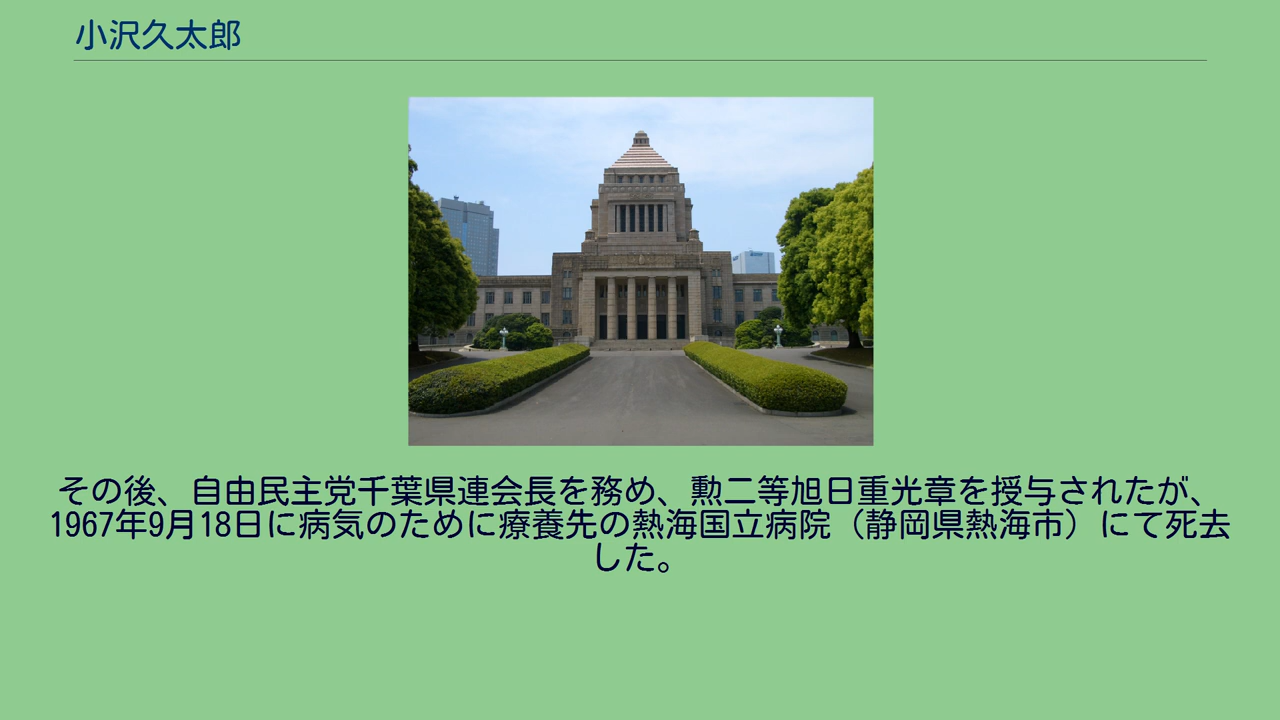 小沢久太郎
その後、自由民主党千葉県連会長を務め、勲二等旭日重光章を授与されたが、
1967年9月18日に病気のために療養先の熱海国立病院（静岡県熱海市）にて死去
した。